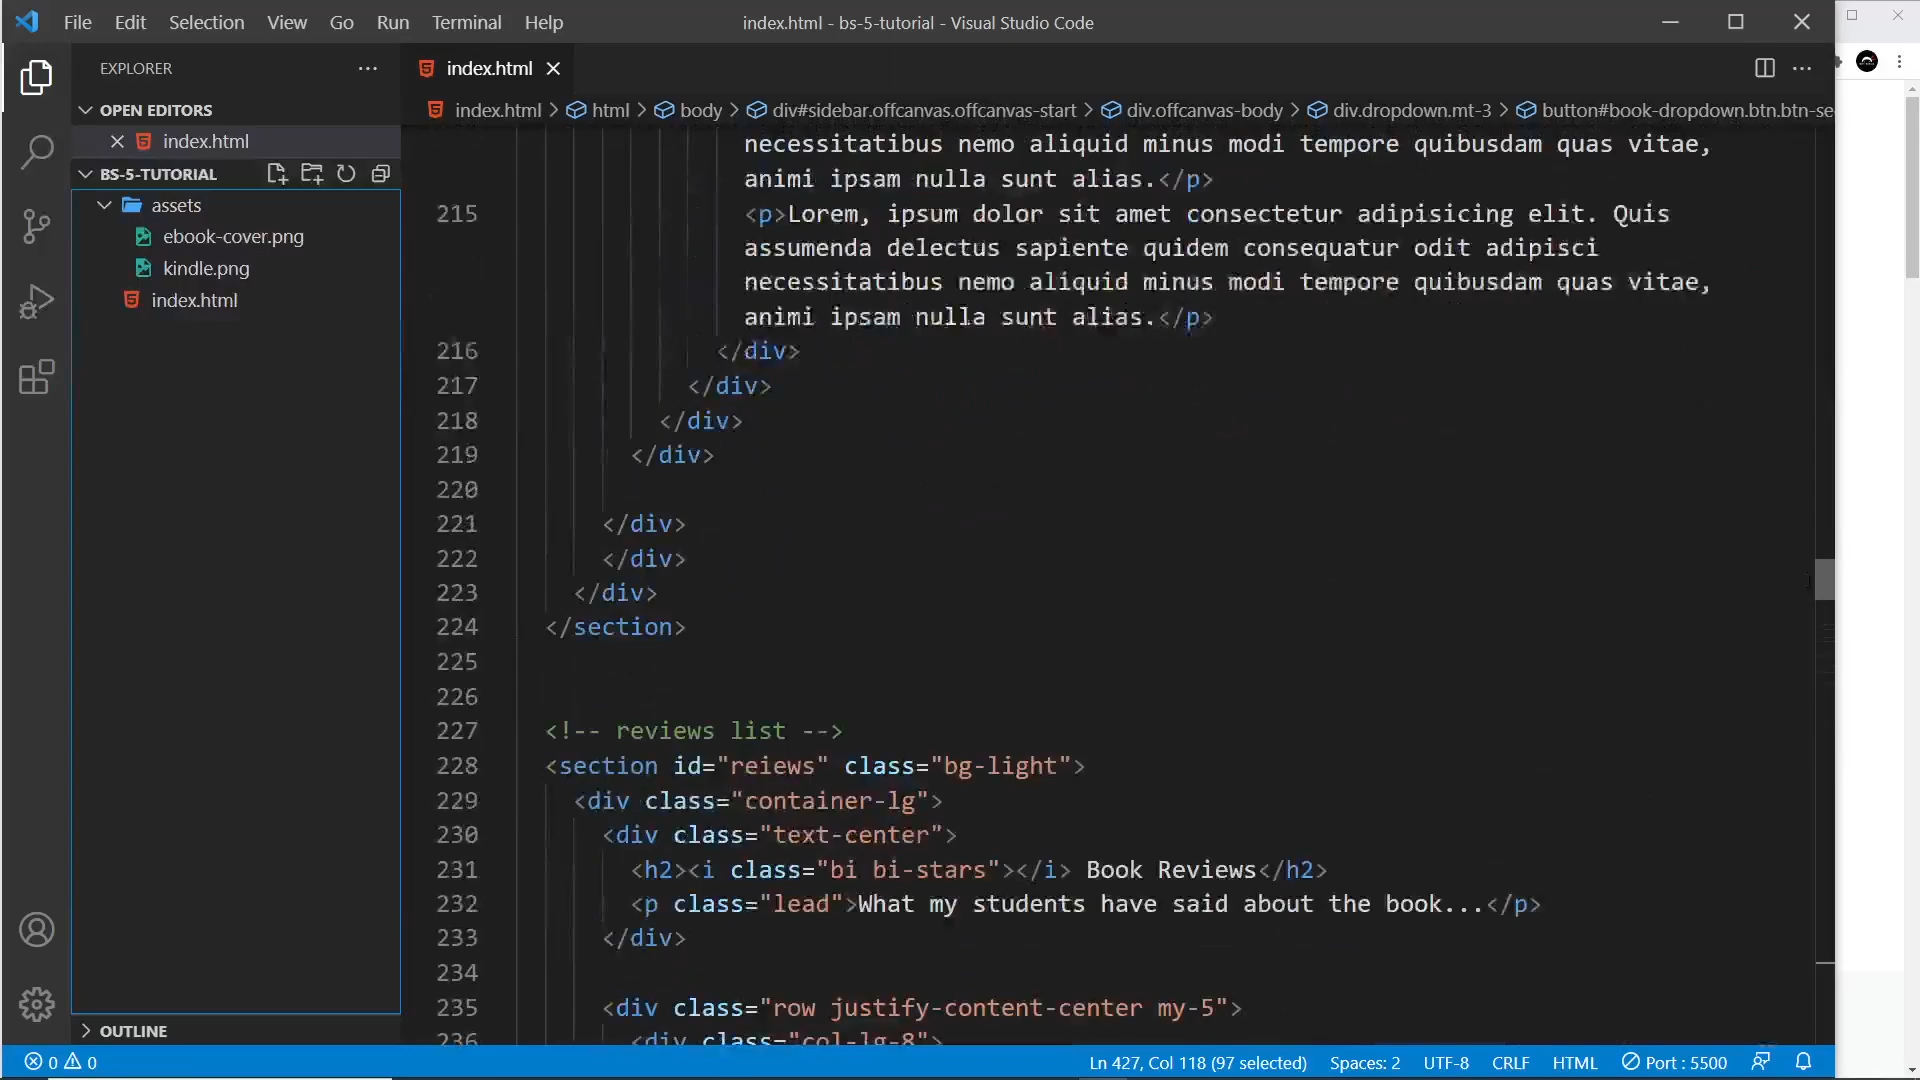 File Edit Selection View Go Run Terminal Help
index.html - bs-5-tutorial - Visual Studio Code
EXPLORER
index.html
OPEN EDITORS
index.html > html > body > div#sidebar.offcanvas.offcanvas-start > div.offcanvas-body > div.dropdown.mt-3 > button#book-dropdown.btn.btn-se
index.html
BS-5-TUTORIAL
assets
ebook-cover.png
kindle.png
index.html
necessitatibus nemo aliquid minus modi tempore quibusdam quas vitae,
animi ipsam nulla sunt alias.</p>
215 <p>Lorem, ipsum dolor sit amet consectetur adipisicing elit. Quis
assumenda delectus sapiente quidem consequatur odit adipisci
necessitatibus nemo aliquid minus modi tempore quibusdam quas vitae,
animi ipsam nulla sunt alias.</p>
216 </div>
217 </div>
218 </div>
219 </div>
220
221 </div>
222 </div>
223 </div>
224 </section>
225
226
227 <!-- reviews list -->
228 <section id="reiews" class="bg-light">
229 <div class="container-lg">
230 <div class="text-center">
231 <h2><i class="bi bi-stars"></i> Book Reviews</h2>
232 <p class="lead">What my students have said about the book...</p>
233 </div>
234
235 <div class="row justify-content-center my-5">
236 <div class="col-lg-8">
OUTLINE
0 0
Ln 427, Col 118 (97 selected) Spaces: 2 UTF-8 CRLF HTML Port : 5500